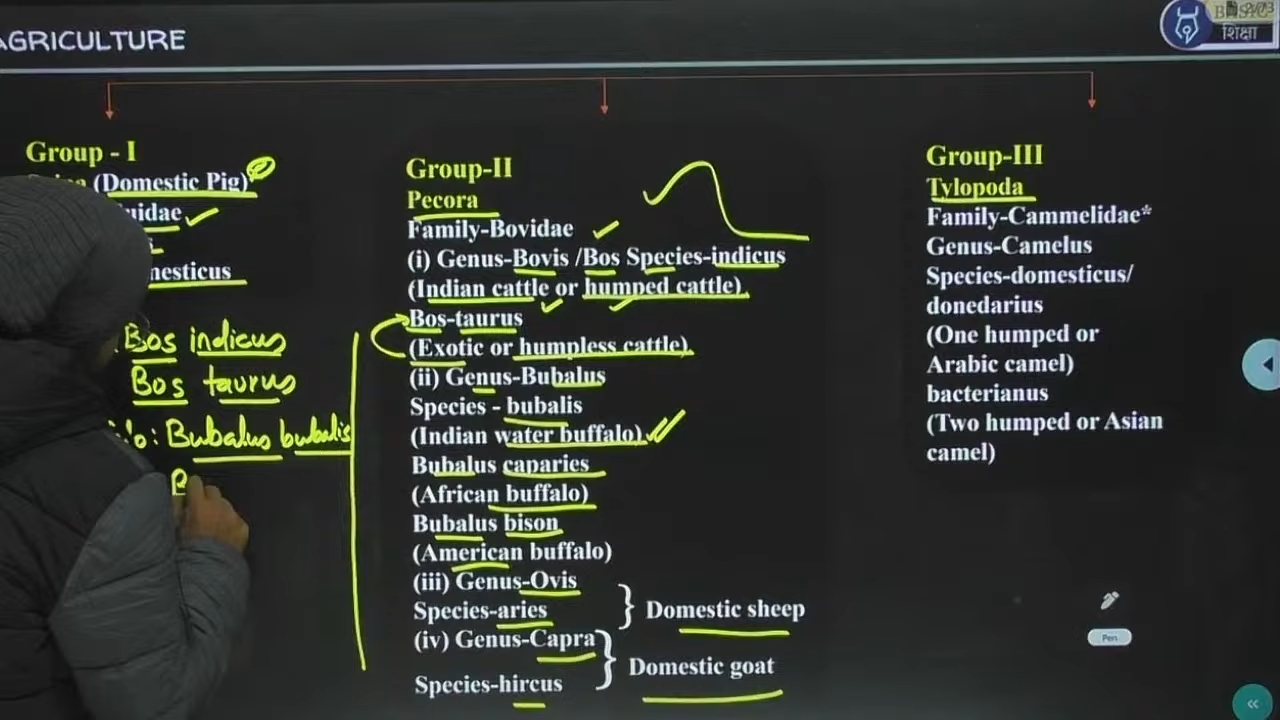 AGRICULTURE
शिक्षा
Group - I
(Domestic Pig)
Group-II
Pecora
Family-Bovidae
(i) Genus-Bovis /Bos Species-indicus
(Indian cattle or humped cattle)
Bos-taurus
(Exotic or humpless cattle)
(ii) Genus-Bubalus
Species - bubalis
(Indian water buffalo)
Bubalus caparies
(African buffalo)
Bubalus bison
(American buffalo)
(iii) Genus-Ovis
Species-aries
Domestic sheep
(iv) Genus-Capra
Species-hircus
Domestic goat
Group-III
Tylopoda
Family-Cammelidae*
Genus-Camelus
Species-domesticus/
donedarius
(One humped or
Arabic camel)
bacterianus
(Two humped or Asian
camel)
Bos indicus
Bos taurus
Bubalus bubalis
Pen